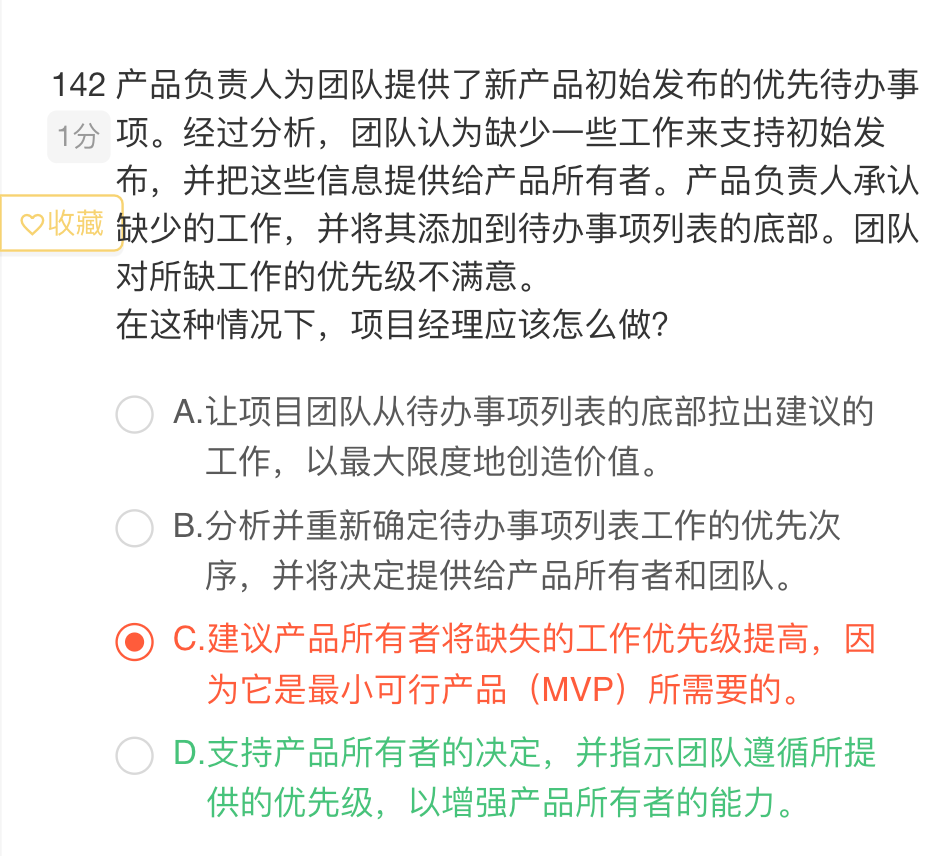 142 产品负责人为团队提供了新产品初始发布的优先待办事
1分 项。经过分析，团队认为缺少一些工作来支持初始发
布，并把这些信息提供给产品所有者。产品负责人承认
♡收藏 缺少的工作，并将其添加到待办事项列表的底部。团队
对所缺工作的优先级不满意。
在这种情况下，项目经理应该怎么做？
A.让项目团队从待办事项列表的底部拉出建议的
工作，以最大限度地创造价值。
B.分析并重新确定待办事项列表工作的优先次
序，并将决定提供给产品所有者和团队。
C.建议产品所有者将缺失的工作优先级提高，因
为它是最小可行产品（MVP）所需要的。
D.支持产品所有者的决定，并指示团队遵循所提
供的优先级，以增强产品所有者的能力。